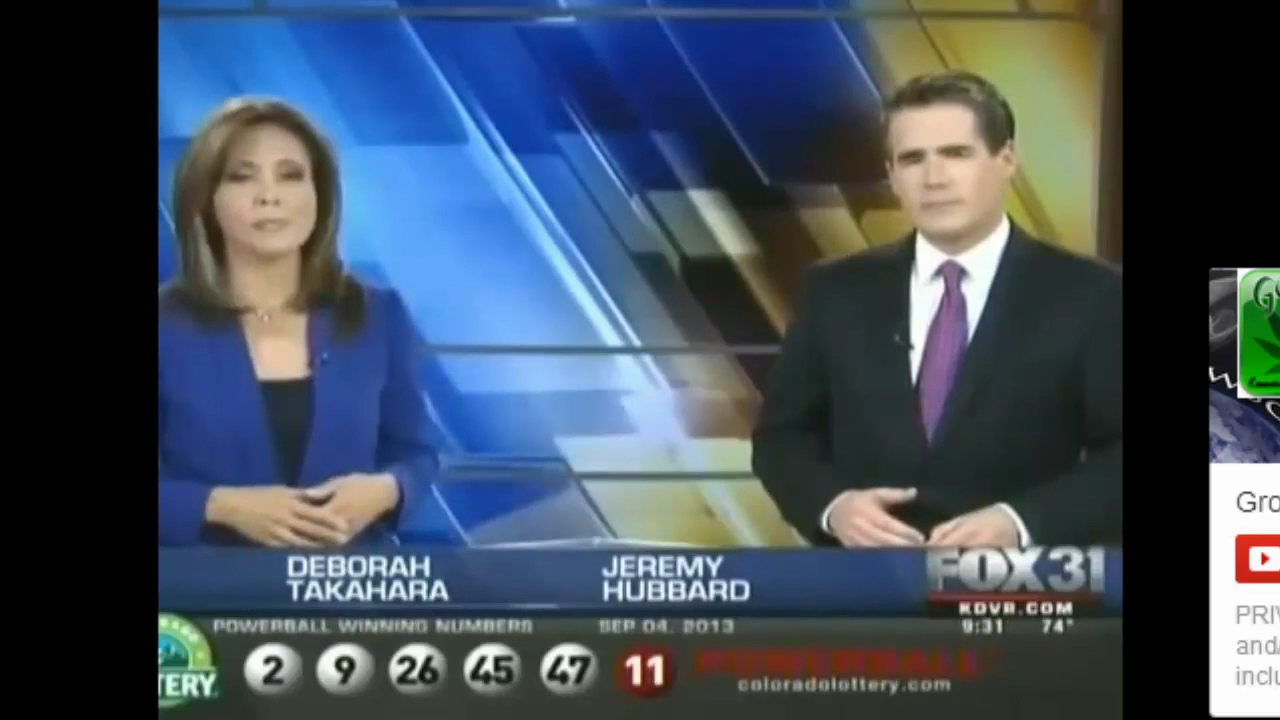 DEBORAH
TAKAHARA
JEREMY
HUBBARD
FOX31
KDVR.COM
9:31 74°
POWERBALL WINNING NUMBERS SEP 04, 2013
2 9 26 45 47 11 POWERBALL
coloradolottery.com
TERY
Gro
PRIV
and/
inclu